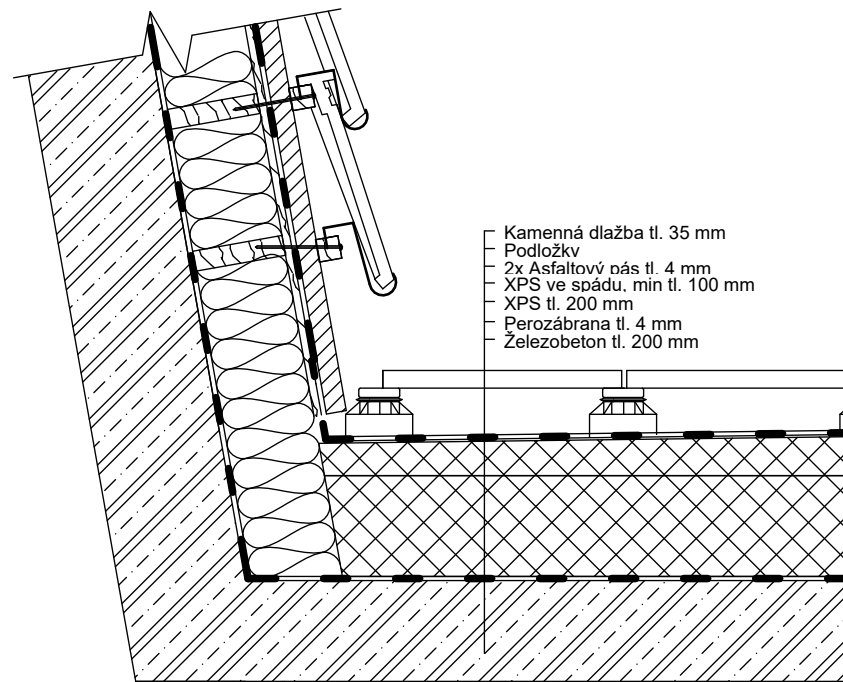 Kamenná dlažba tl. 35 mm
Podložky
2x Asfaltový pás tl. 4 mm
XPS ve spádu, min tl. 100 mm
XPS tl. 200 mm
Perozábrana tl. 4 mm
Železobeton tl. 200 mm